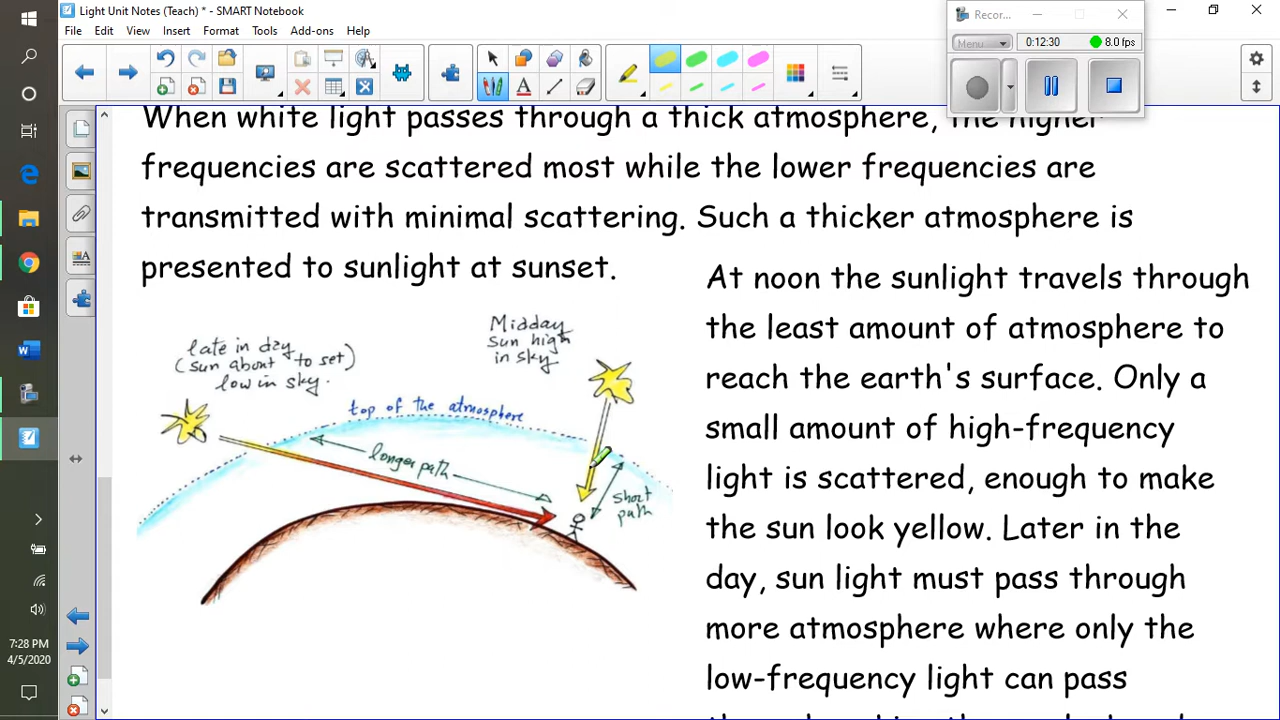 Light Unit Notes (Teach) * - SMART Notebook
File Edit View Insert Format Tools Add-ons Help
Recor...
Menu 0:12:30 8.0 fps
When white light passes through a thick atmosphere, the higher
frequencies are scattered most while the lower frequencies are
transmitted with minimal scattering. Such a thicker atmosphere is
presented to sunlight at sunset.
late in day
(sun about to set)
low in sky.
Midday
sun high
in sky
top of the atmosphere
longer path
short
path
At noon the sunlight travels through
the least amount of atmosphere to
reach the earth's surface. Only a
small amount of high-frequency
light is scattered, enough to make
the sun look yellow. Later in the
day, sun light must pass through
more atmosphere where only the
low-frequency light can pass
7:28 PM
4/5/2020